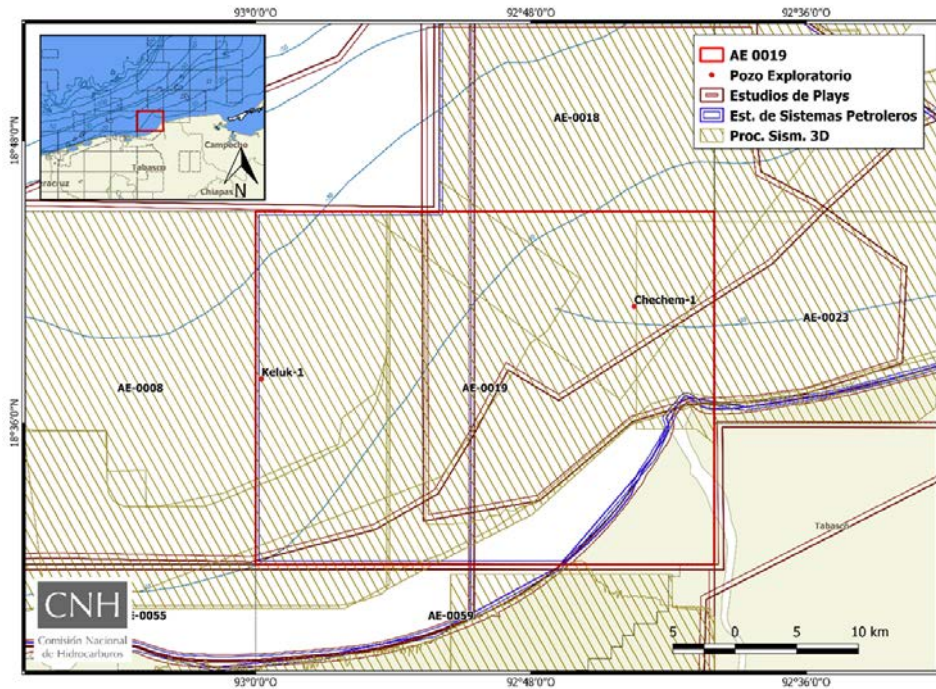 93°0'0"O
92°48'0"O
92°36'0"O
18°48'0"N
18°36'0"N
Campeche
Tabasco
Chiapas
N
AE 0019
Pozo Exploratorio
Estudios de Plays
Est. de Sistemas Petroleros
Proc. Sism. 3D
AE-0018
Chechem-1
AE-0023
Keluk-1
AE-0008
AE-0019
Tabasco
AE-0059
CNH
Comisión Nacional
de Hidrocarburos
5 0 5 10 km
93°0'0"O
92°48'0"O
92°36'0"O